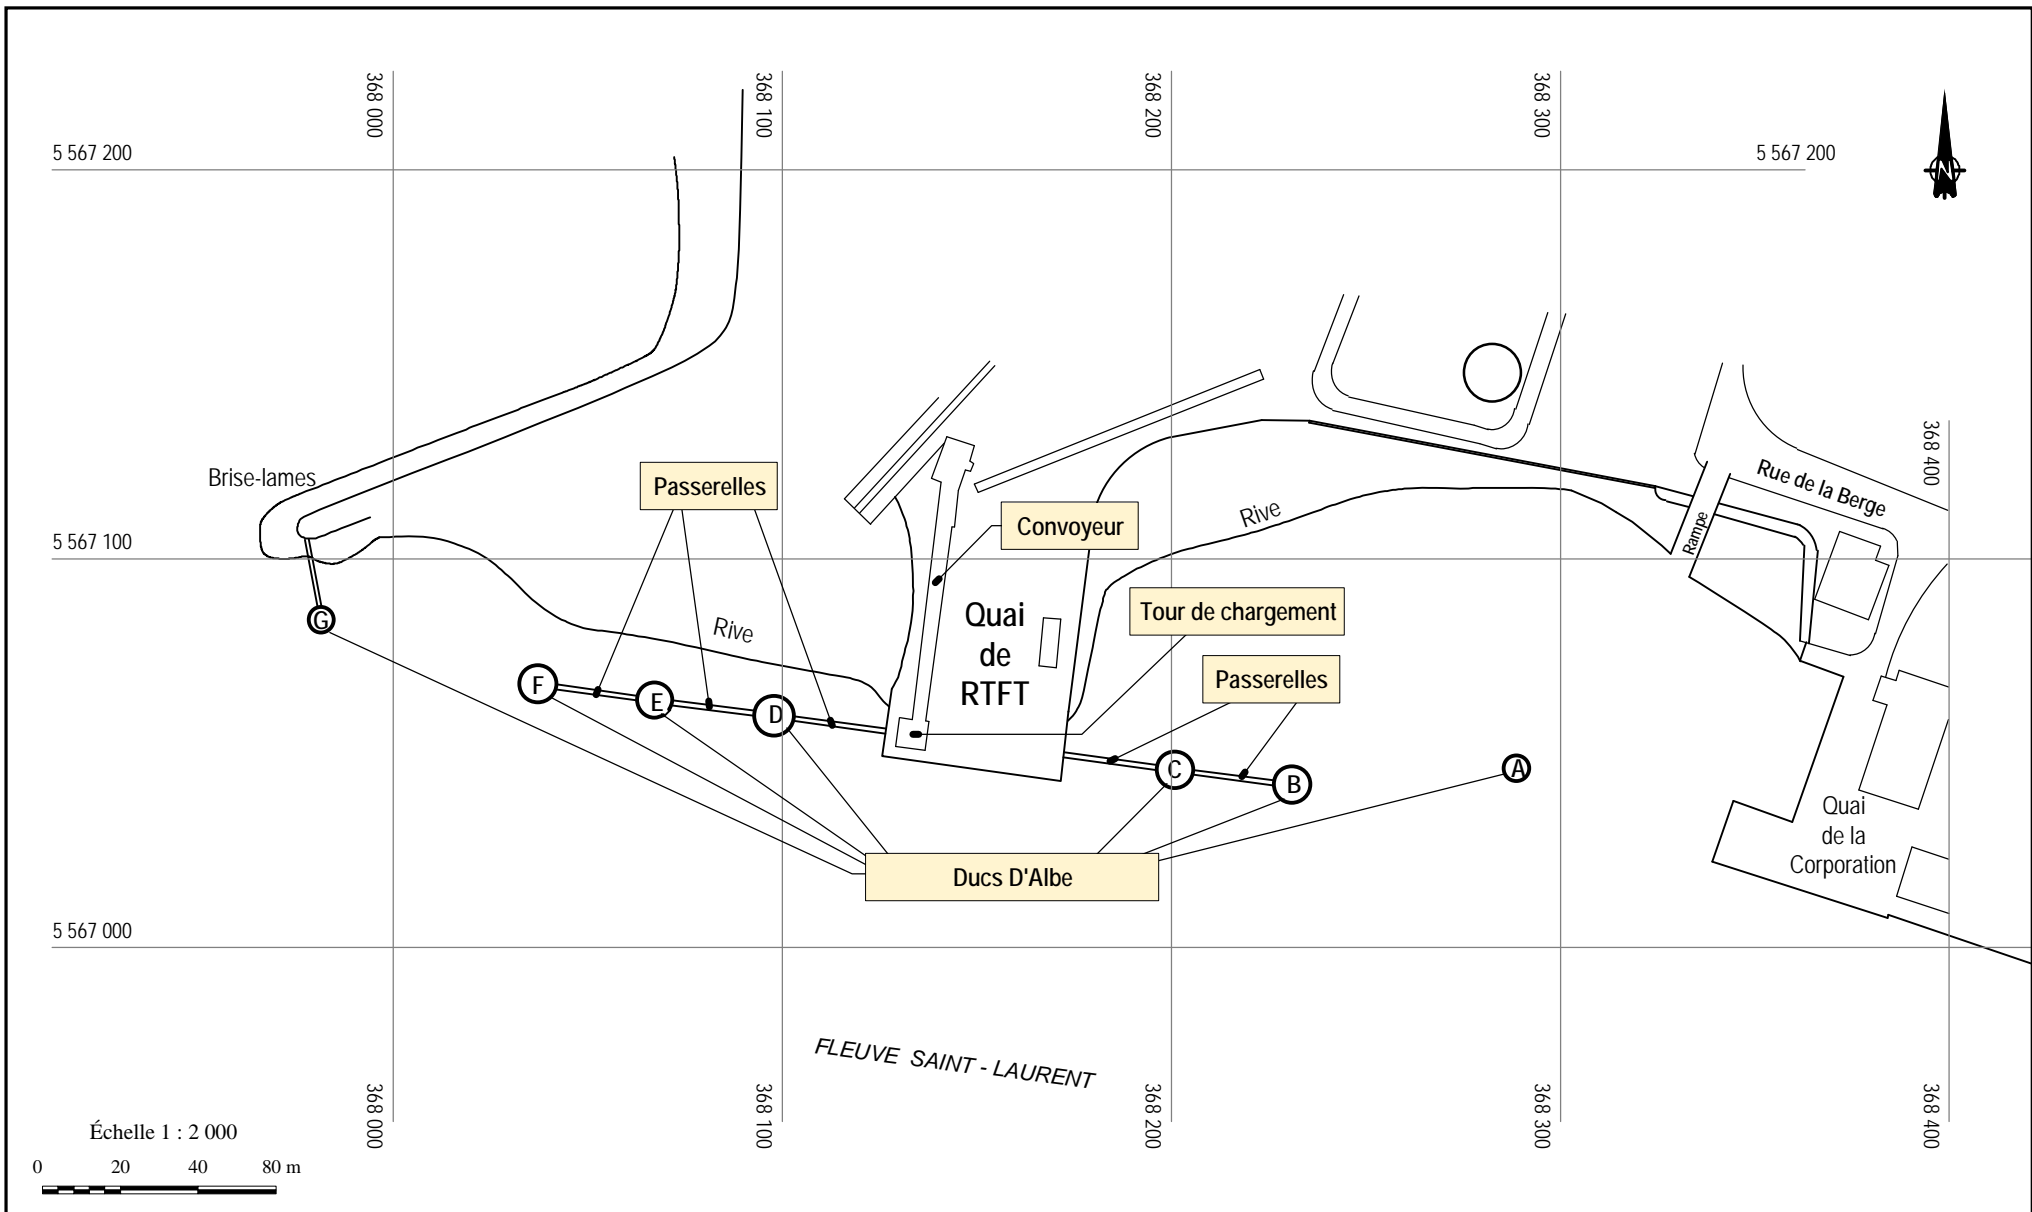 368 000
368 100
368 200
368 300
5 567 200
5 567 200
N
368 400
Brise-lames
Passerelles
Convoyeur
Rive
Rue de la Berge
Rampe
5 567 100
Quai
de
RTFT
Tour de chargement
Rive
Passerelles
G
F
E
D
C
B
A
Quai
de la
Corporation
Ducs D'Albe
5 567 000
FLEUVE SAINT - LAURENT
368 000
368 100
368 200
368 300
368 400
Échelle 1 : 2 000
0 20 40 80 m